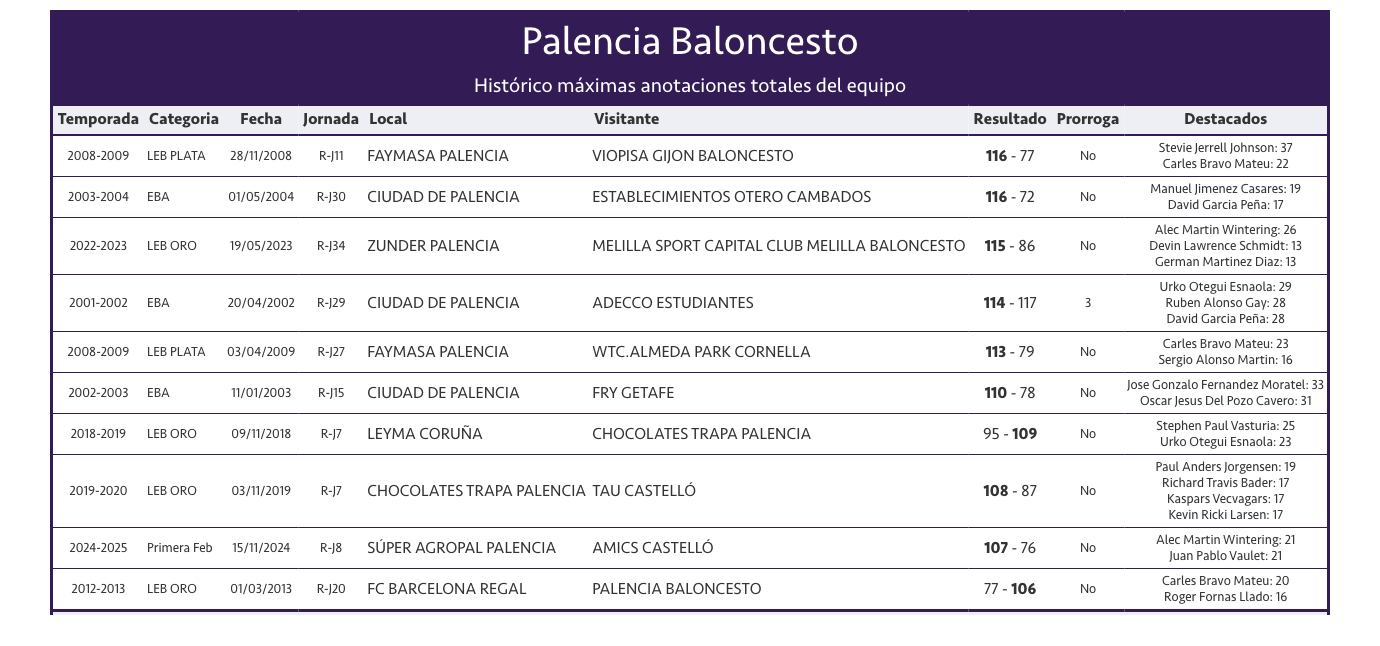 Palencia Baloncesto
Histórico máximas anotaciones totales del equipo
Temporada Categoria Fecha Jornada Local Visitante Resultado Prorroga Destacados
2008-2009 LEB PLATA 28/11/2008 R-J11 FAYMASA PALENCIA VIOPISA GIJON BALONCESTO 116 - 77 No Stevie Jerrell Johnson: 37
Carles Bravo Mateu: 22
2003-2004 EBA 01/05/2004 R-J30 CIUDAD DE PALENCIA ESTABLECIMIENTOS OTERO CAMBADOS 116 - 72 No Manuel Jimenez Casares: 19
David Garcia Peña: 17
2022-2023 LEB ORO 19/05/2023 R-J34 ZUNDER PALENCIA MELILLA SPORT CAPITAL CLUB MELILLA BALONCESTO 115 - 86 No Alec Martin Wintering: 26
Devin Lawrence Schmidt: 13
German Martinez Diaz: 13
2001-2002 EBA 20/04/2002 R-J29 CIUDAD DE PALENCIA ADECCO ESTUDIANTES 114 - 117 3 Urko Otegui Esnaola: 29
Ruben Alonso Gay: 28
David Garcia Peña: 28
2008-2009 LEB PLATA 03/04/2009 R-J27 FAYMASA PALENCIA WTC.ALMEDA PARK CORNELLA 113 - 79 No Carles Bravo Mateu: 23
Sergio Alonso Martin: 16
2002-2003 EBA 11/01/2003 R-J15 CIUDAD DE PALENCIA FRY GETAFE 110 - 78 No Jose Gonzalo Fernandez Moratel: 33
Oscar Jesus Del Pozo Cavero: 31
2018-2019 LEB ORO 09/11/2018 R-J7 LEYMA CORUÑA CHOCOLATES TRAPA PALENCIA 95 - 109 No Stephen Paul Vasturia: 25
Urko Otegui Esnaola: 23
2019-2020 LEB ORO 03/11/2019 R-J7 CHOCOLATES TRAPA PALENCIA TAU CASTELLÓ 108 - 87 No Paul Anders Jorgensen: 19
Richard Travis Bader: 17
Kaspars Vecvagars: 17
Kevin Ricki Larsen: 17
2024-2025 Primera Feb 15/11/2024 R-J8 SÚPER AGROPAL PALENCIA AMICS CASTELLÓ 107 - 76 No Alec Martin Wintering: 21
Juan Pablo Vaulet: 21
2012-2013 LEB ORO 01/03/2013 R-J20 FC BARCELONA REGAL PALENCIA BALONCESTO 77 - 106 No Carles Bravo Mateu: 20
Roger Fornas Llado: 16